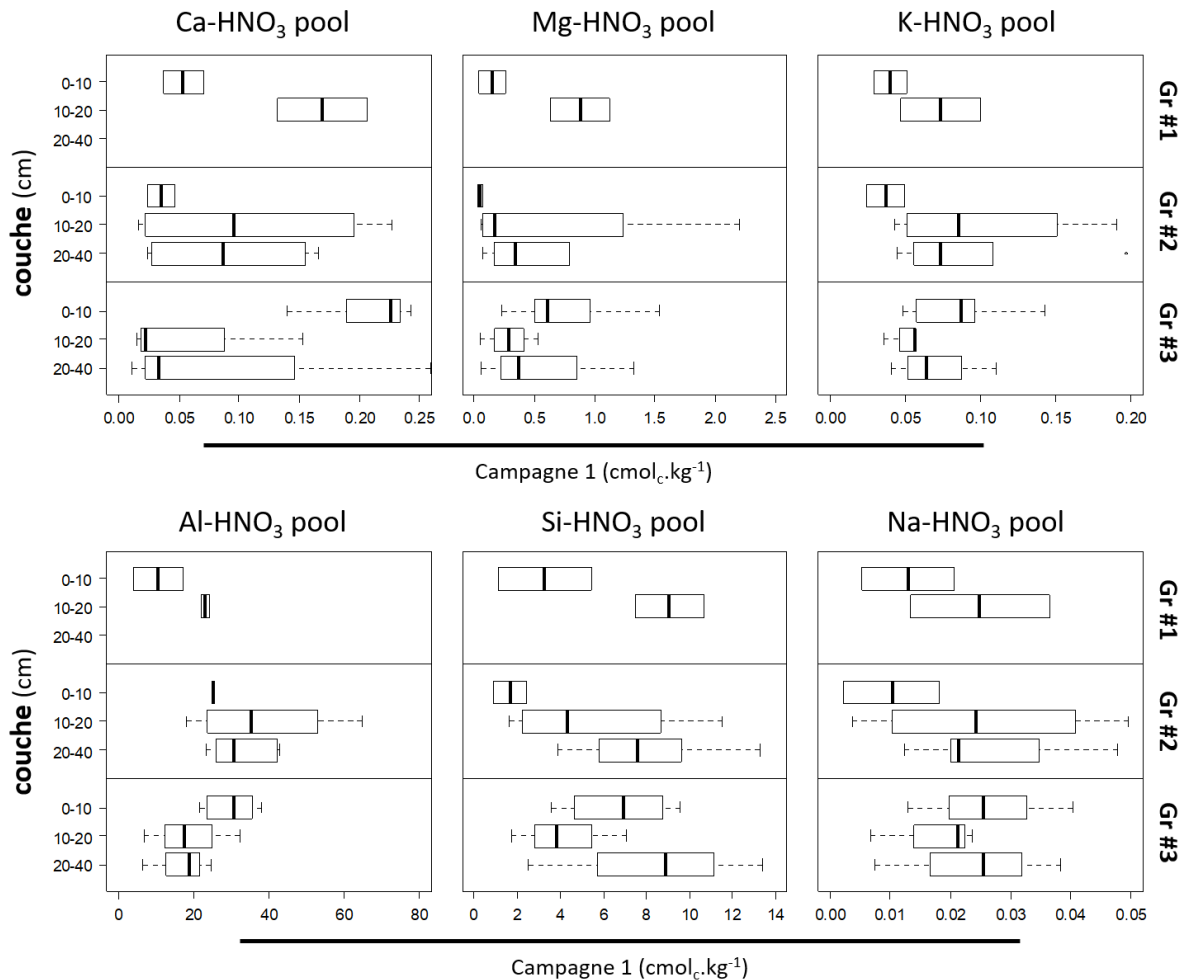 Ca-HNO₃ pool Mg-HNO₃ pool K-HNO₃ pool
couche (cm)
0-10
10-20
20-40
Gr #1
0-10
10-20
20-40
Gr #2
0-10
10-20
20-40
Gr #3
0.00 0.05 0.10 0.15 0.20 0.25 0.0 0.5 1.0 1.5 2.0 2.5 0.00 0.05 0.10 0.15 0.20
Campagne 1 (cmolc.kg⁻¹)
Al-HNO₃ pool Si-HNO₃ pool Na-HNO₃ pool
couche (cm)
0-10
10-20
20-40
Gr #1
0-10
10-20
20-40
Gr #2
0-10
10-20
20-40
Gr #3
0 20 40 60 80 0 2 4 6 8 10 12 14 0.00 0.01 0.02 0.03 0.04 0.05
Campagne 1 (cmolc.kg⁻¹)